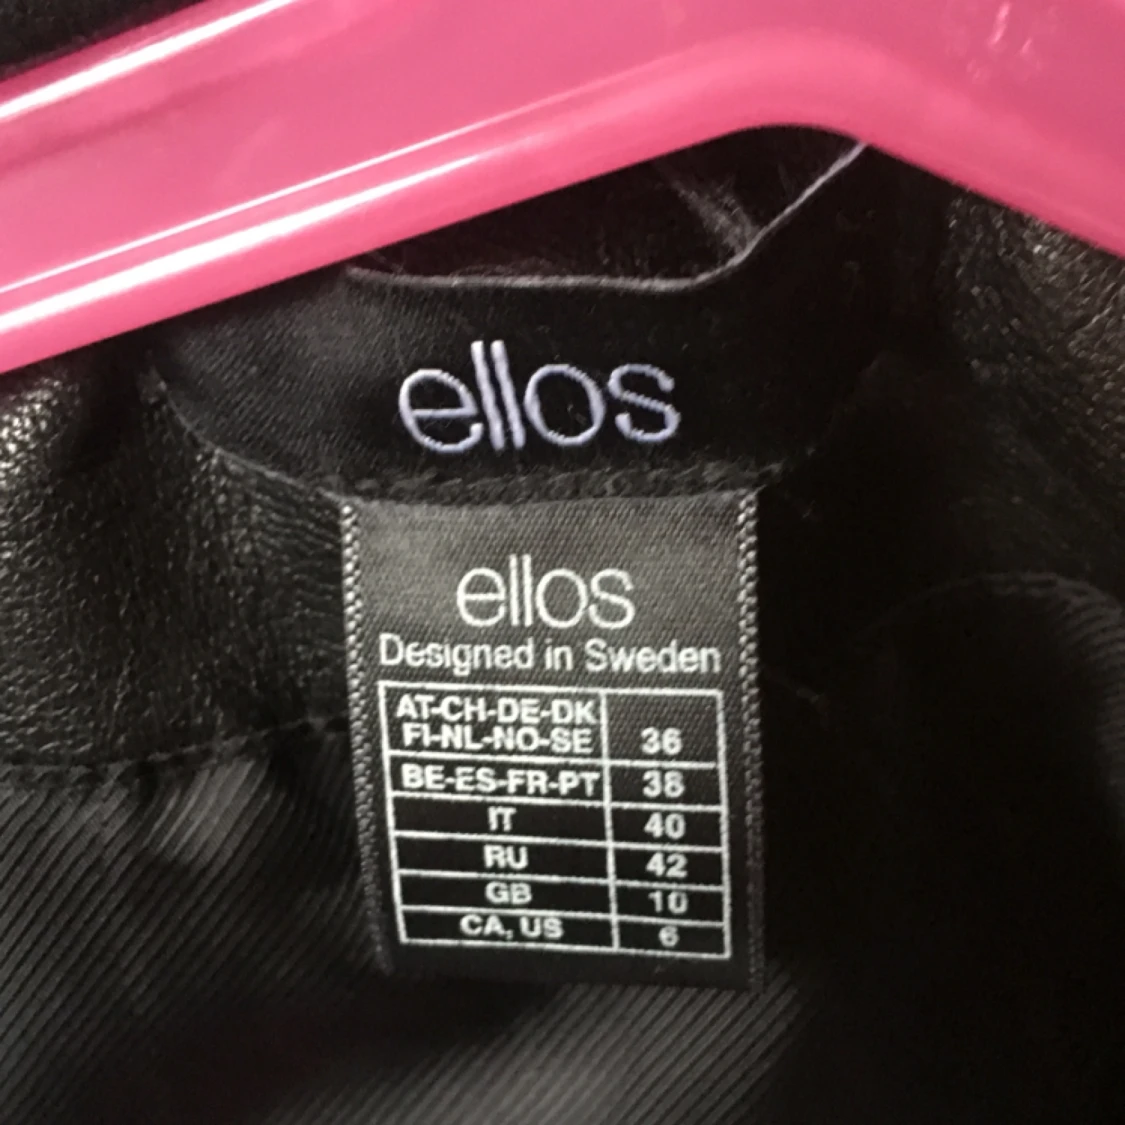 ellos
ellos
Designed in Sweden
AT-CH-DE-DK
FI-NL-NO-SE 36
BE-ES-FR-PT 38
IT 40
RU 42
GB 10
CA, US 6